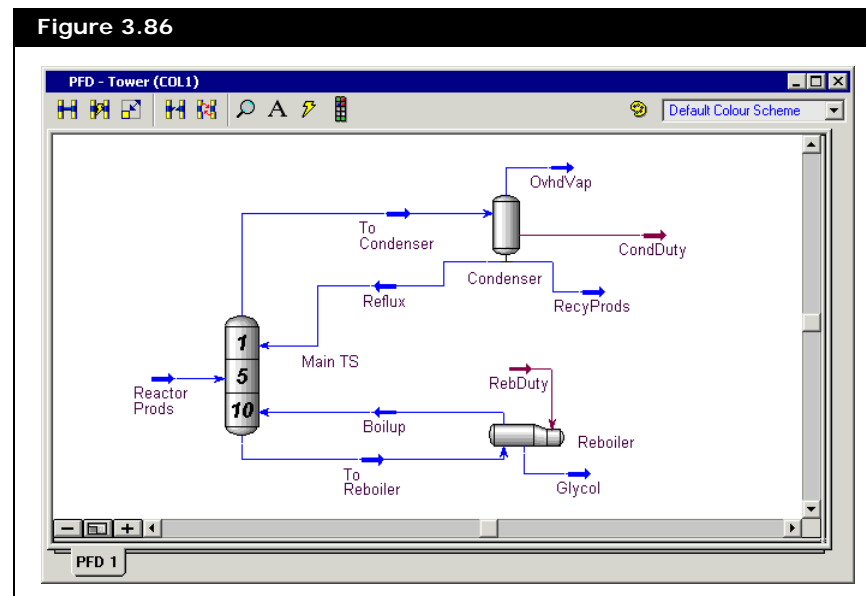 Figure 3.86
PFD - Tower (COL1)
A
Default Colour Scheme
OvhdVap
To
Condenser
CondDuty
Condenser
Reflux
RecyProds
1
Main TS
5
Reactor
Prods
RebDuty
10
Boilup
Reboiler
To
Reboiler
Glycol
PFD 1